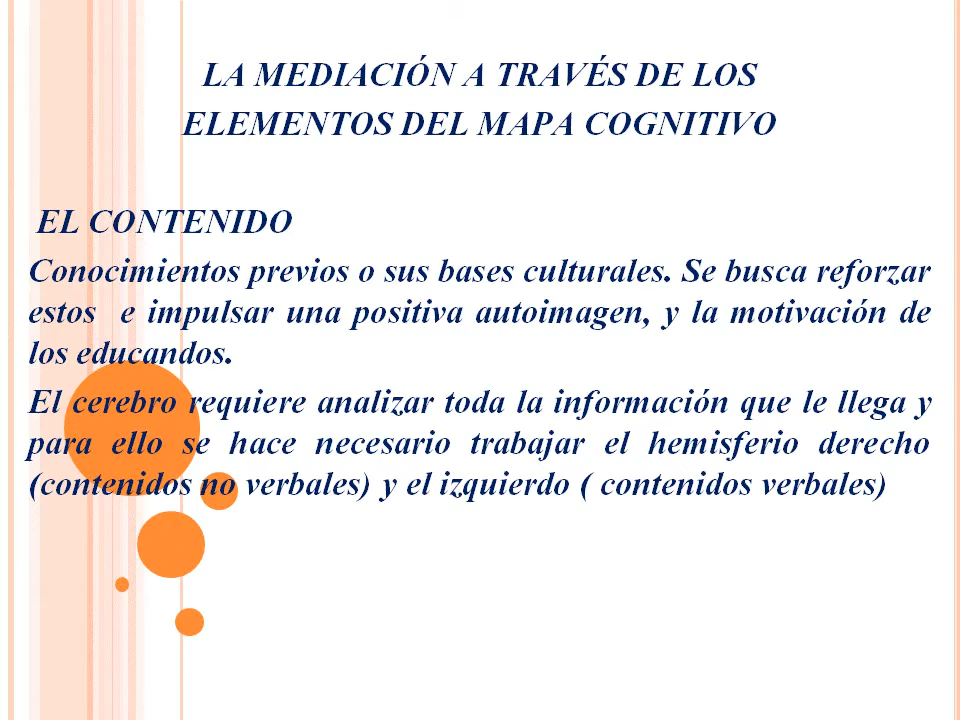 LA MEDIACIÓN A TRAVÉS DE LOS
ELEMENTOS DEL MAPA COGNITIVO
EL CONTENIDO
Conocimientos previos o sus bases culturales. Se busca reforzar
estos e impulsar una positiva autoimagen, y la motivación de
los educandos.
El cerebro requiere analizar toda la información que le llega y
para ello se hace necesario trabajar el hemisferio derecho
(contenidos no verbales) y el izquierdo ( contenidos verbales)